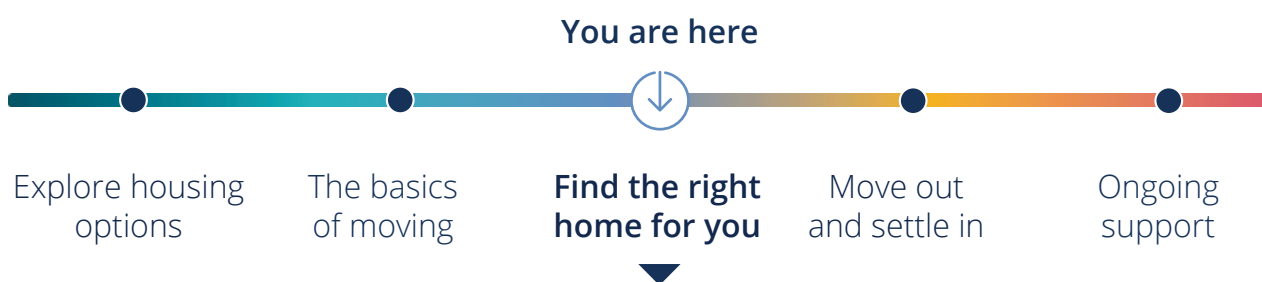 You are here
Explore housing
options
The basics
of moving
Find the right
home for you
Move out
and settle in
Ongoing
support